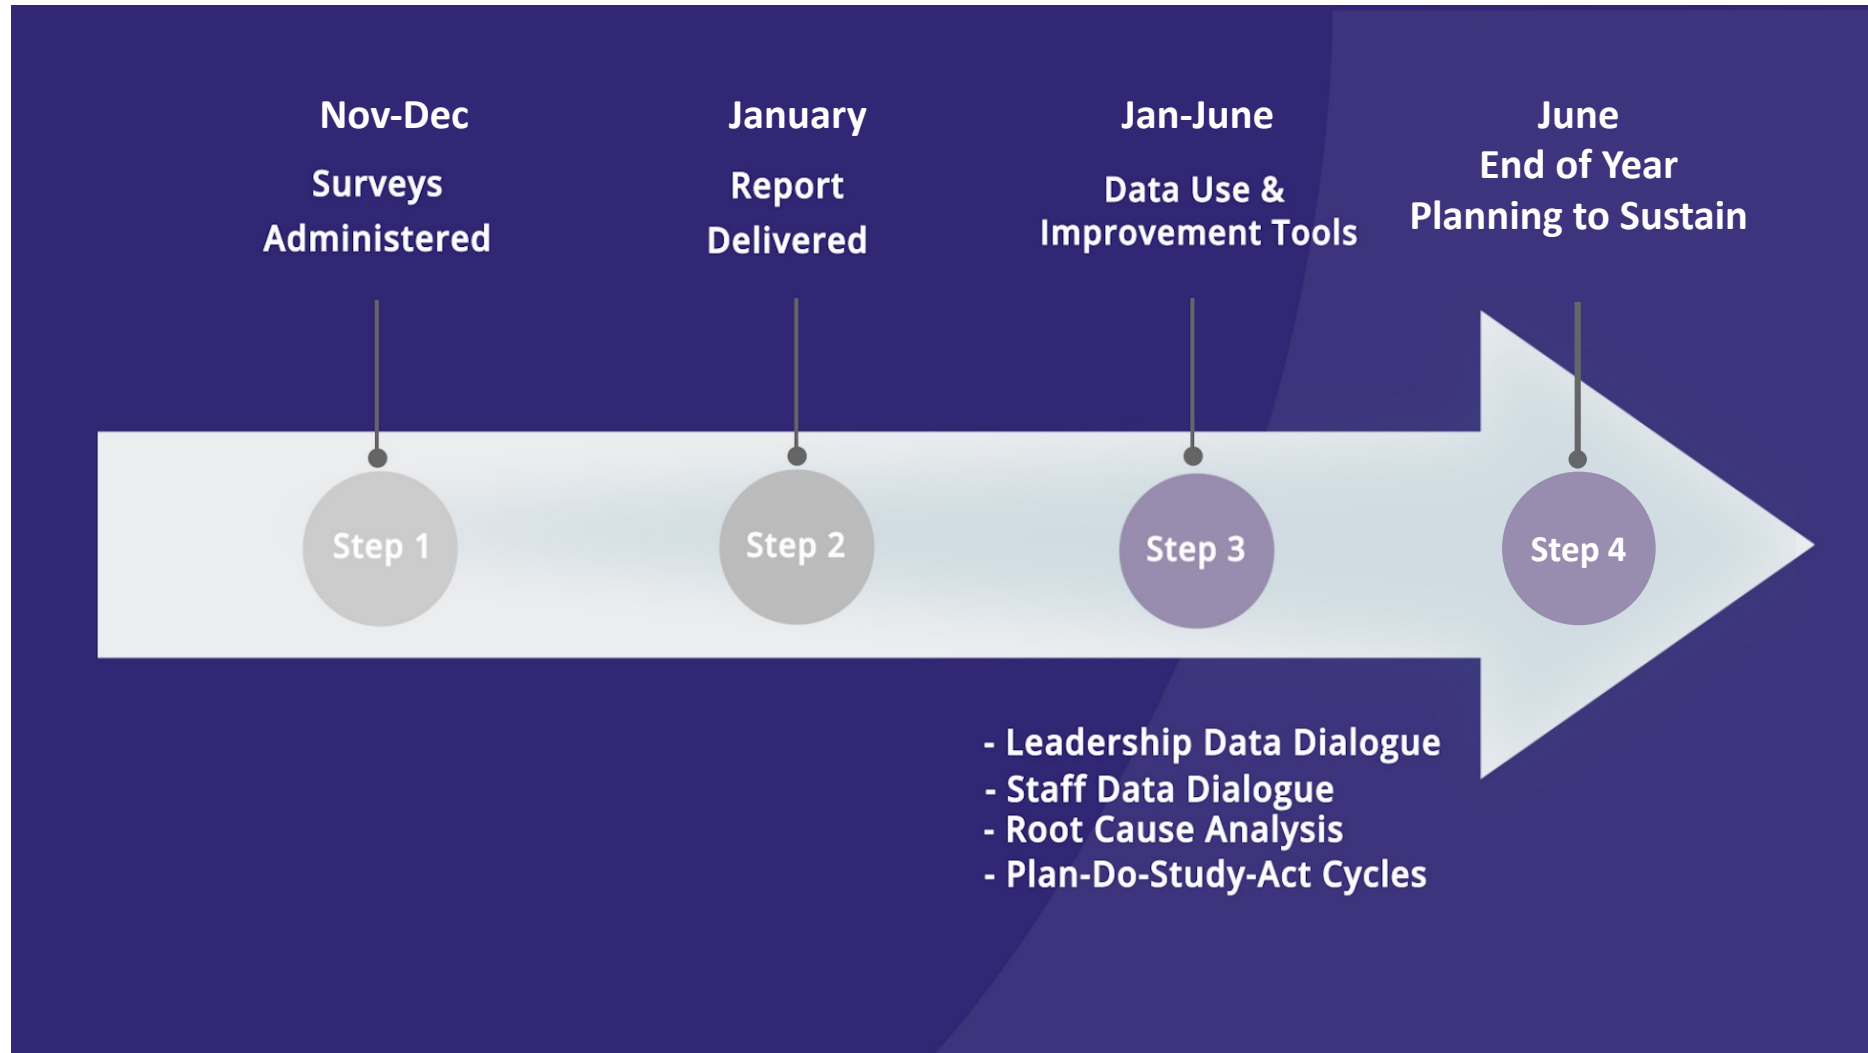 Nov-Dec
Surveys
Administered
January
Report
Delivered
Jan-June
Data Use &
Improvement Tools
June
End of Year
Planning to Sustain
Step 1
Step 2
Step 3
Step 4
- Leadership Data Dialogue
- Staff Data Dialogue
- Root Cause Analysis
- Plan-Do-Study-Act Cycles